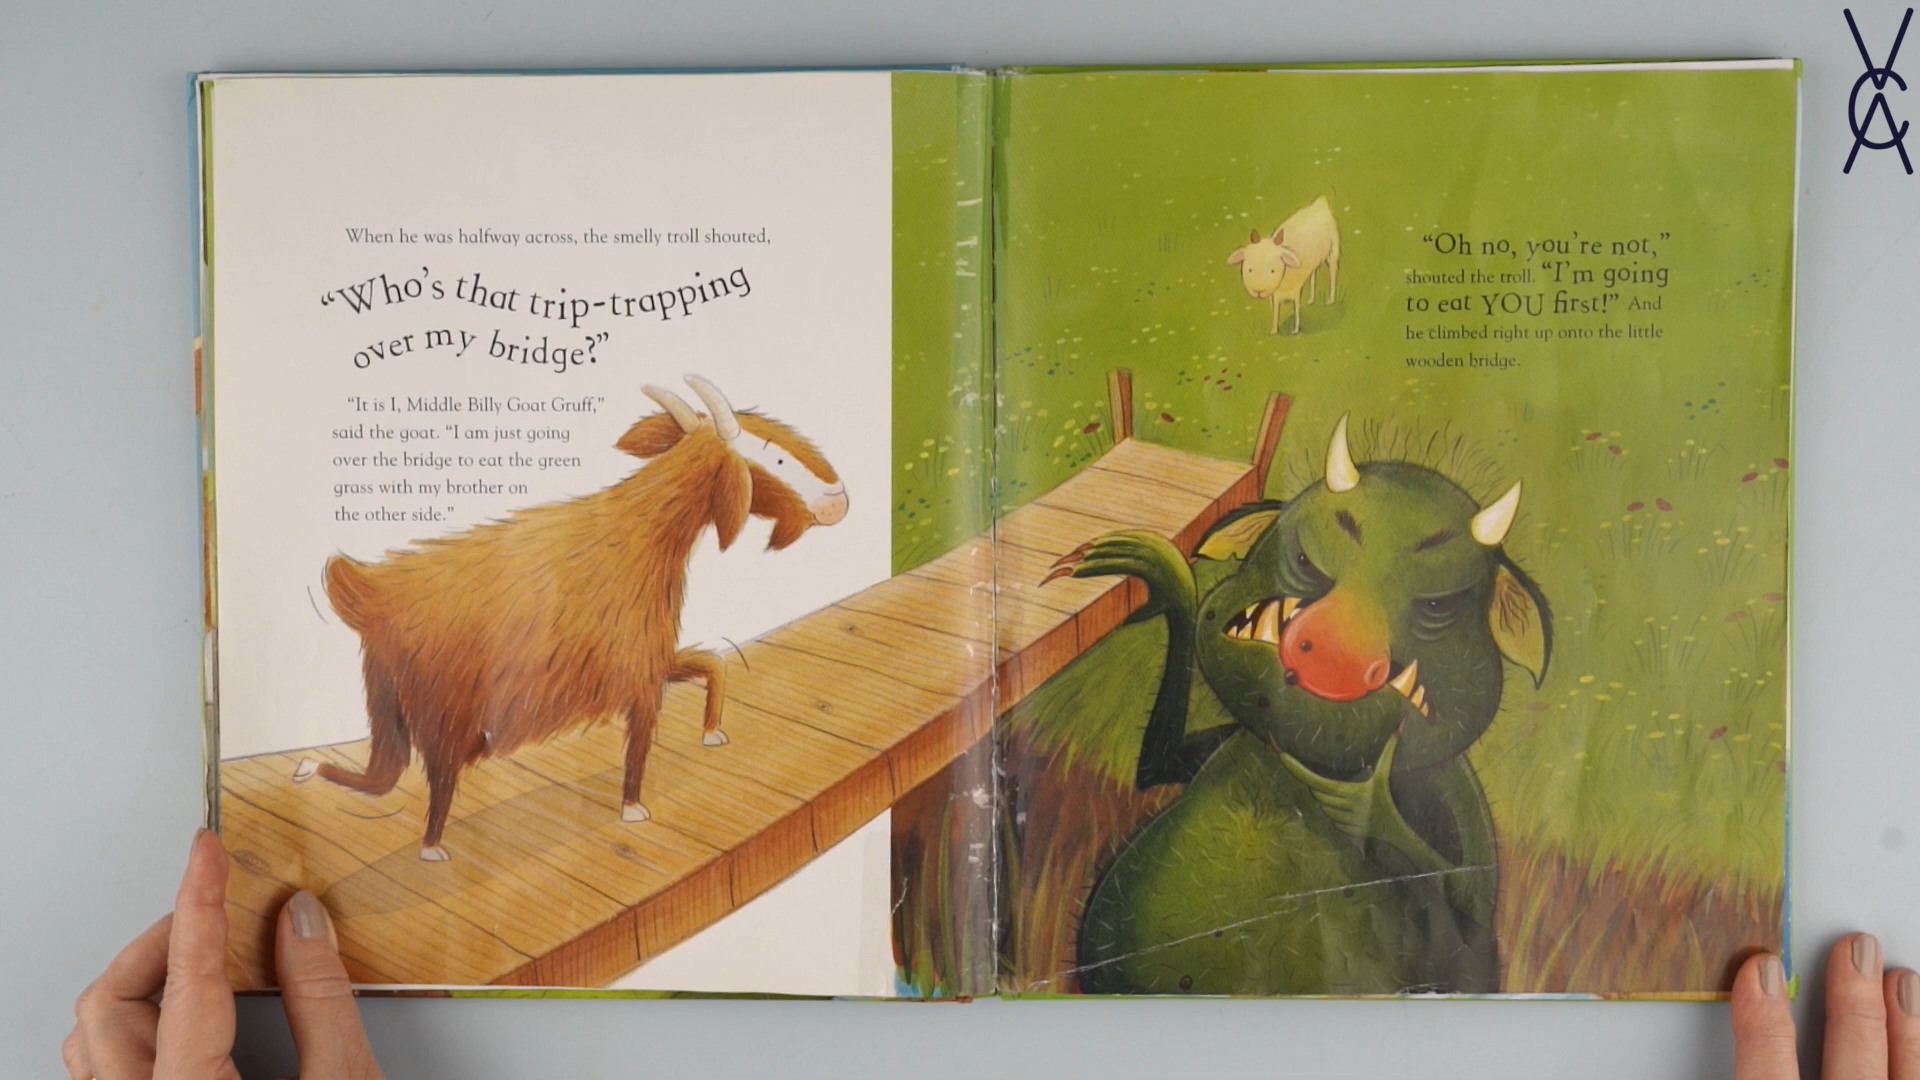 When he was halfway across, the smelly troll shouted,
“Who’s that trip-trapping
over my bridge?”
“It is I, Middle Billy Goat Gruff,”
said the goat. “I am just going
over the bridge to eat the green
grass with my brother on
the other side.”
“Oh no, you’re not,”
shouted the troll. “I’m going
to eat YOU first!” And
he climbed right up onto the little
wooden bridge.